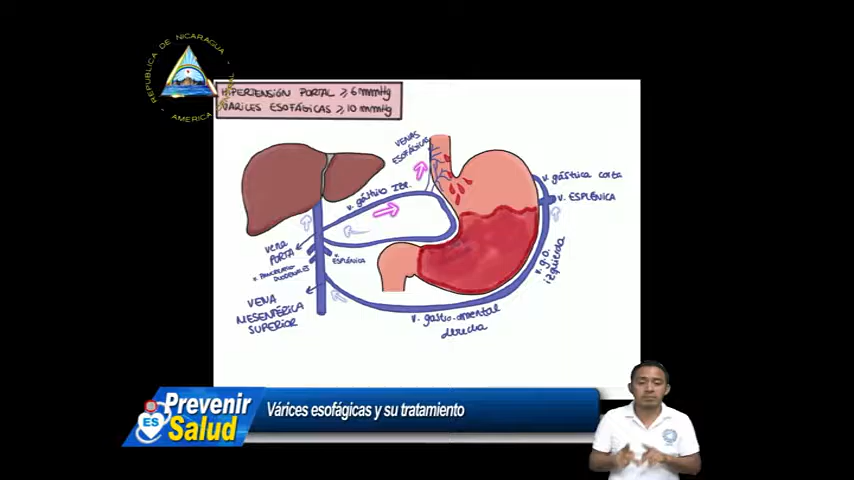 REPUBLICA DE NICARAGUA
AMERICA
HIPERTENSIÓN PORTAL ≥ 6 mmHg
VARICES ESOFÁGICAS ≥ 10 mmHg
VENAS
ESOFÁGICAS
v. gástrica corta
v. ESPLÉNICA
v. gástrica IZQ.
vena
PORTA
v. PANCREATICO
DUODENALES
v.
ESPLÉNICA
v. g.o.
izquierda
VENA
MESENTÉRICA
SUPERIOR
v. gastro-omental
derecha
Prevenir
ES Salud
Várices esofágicas y su tratamiento